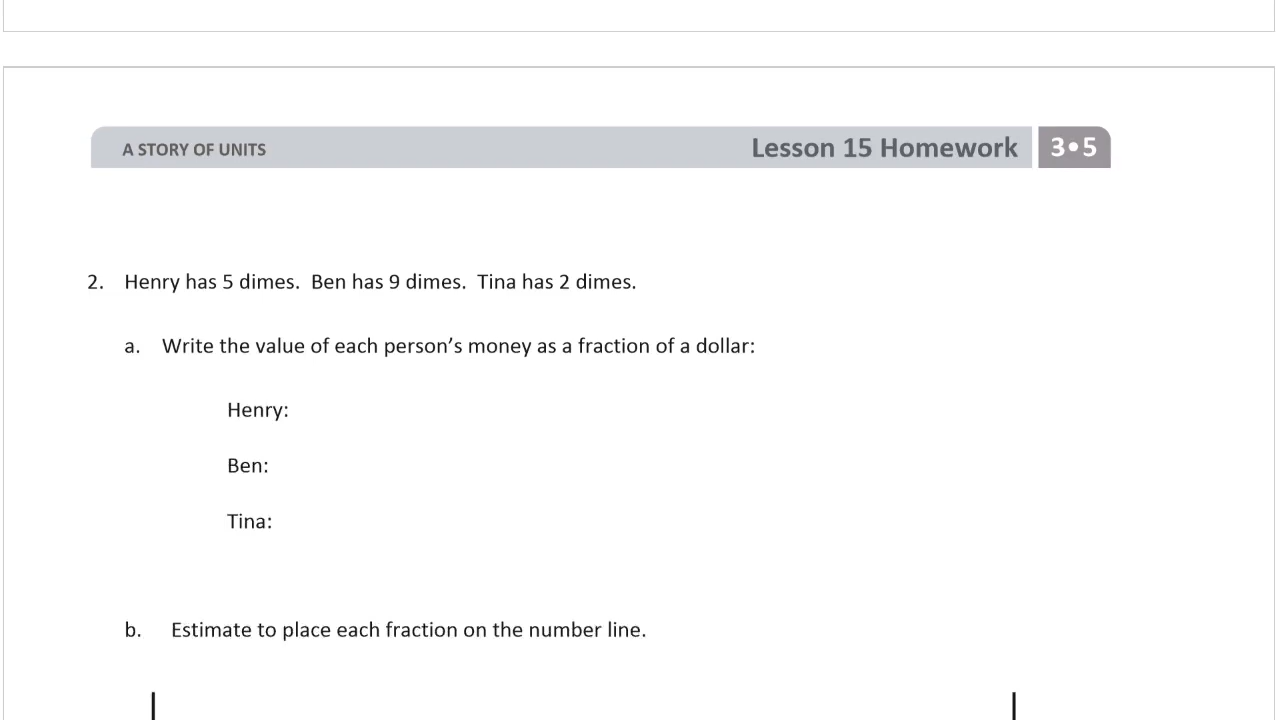 A STORY OF UNITS
Lesson 15 Homework 3•5
2. Henry has 5 dimes. Ben has 9 dimes. Tina has 2 dimes.
a. Write the value of each person’s money as a fraction of a dollar:
Henry:
Ben:
Tina:
b. Estimate to place each fraction on the number line.